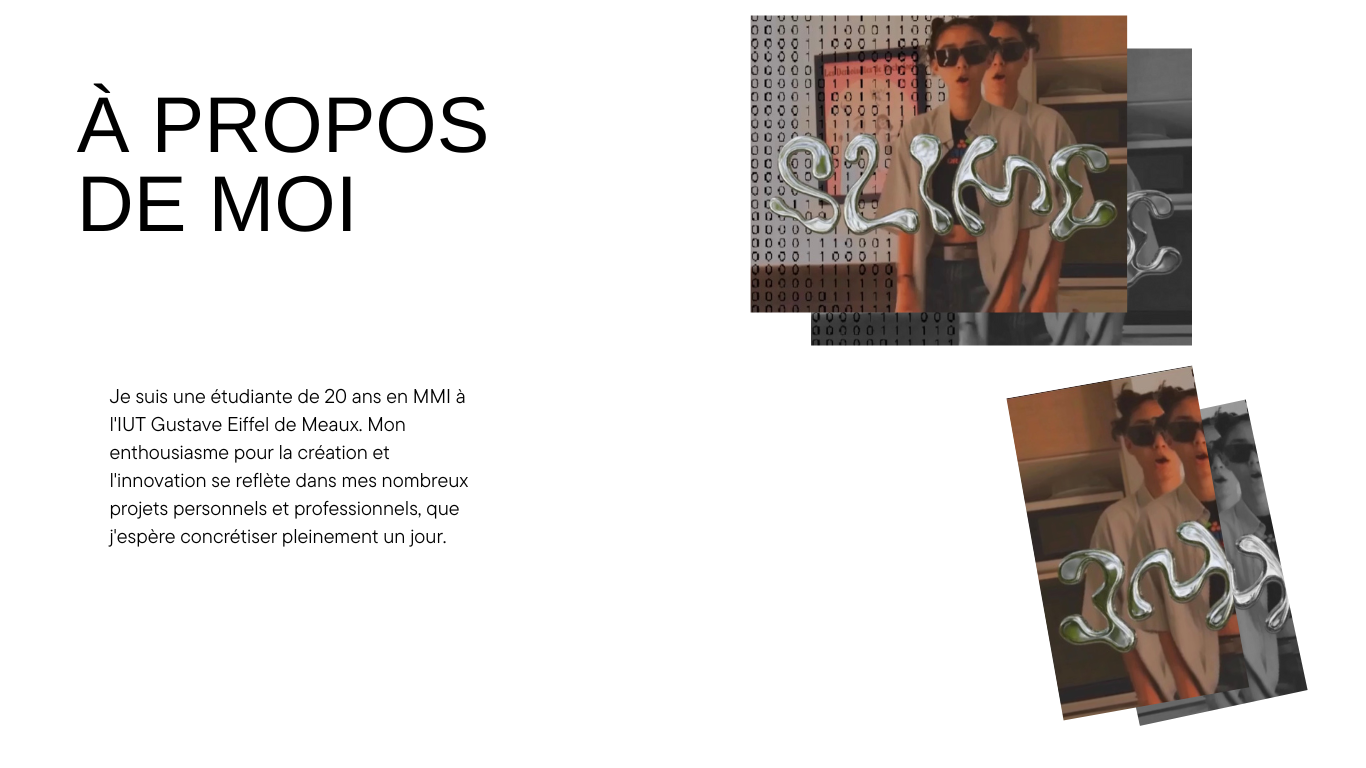 À PROPOS
DE MOI
Je suis une étudiante de 20 ans en MMI à
l'IUT Gustave Eiffel de Meaux. Mon
enthousiasme pour la création et
l'innovation se reflète dans mes nombreux
projets personnels et professionnels, que
j'espère concrétiser pleinement un jour.
SLIME